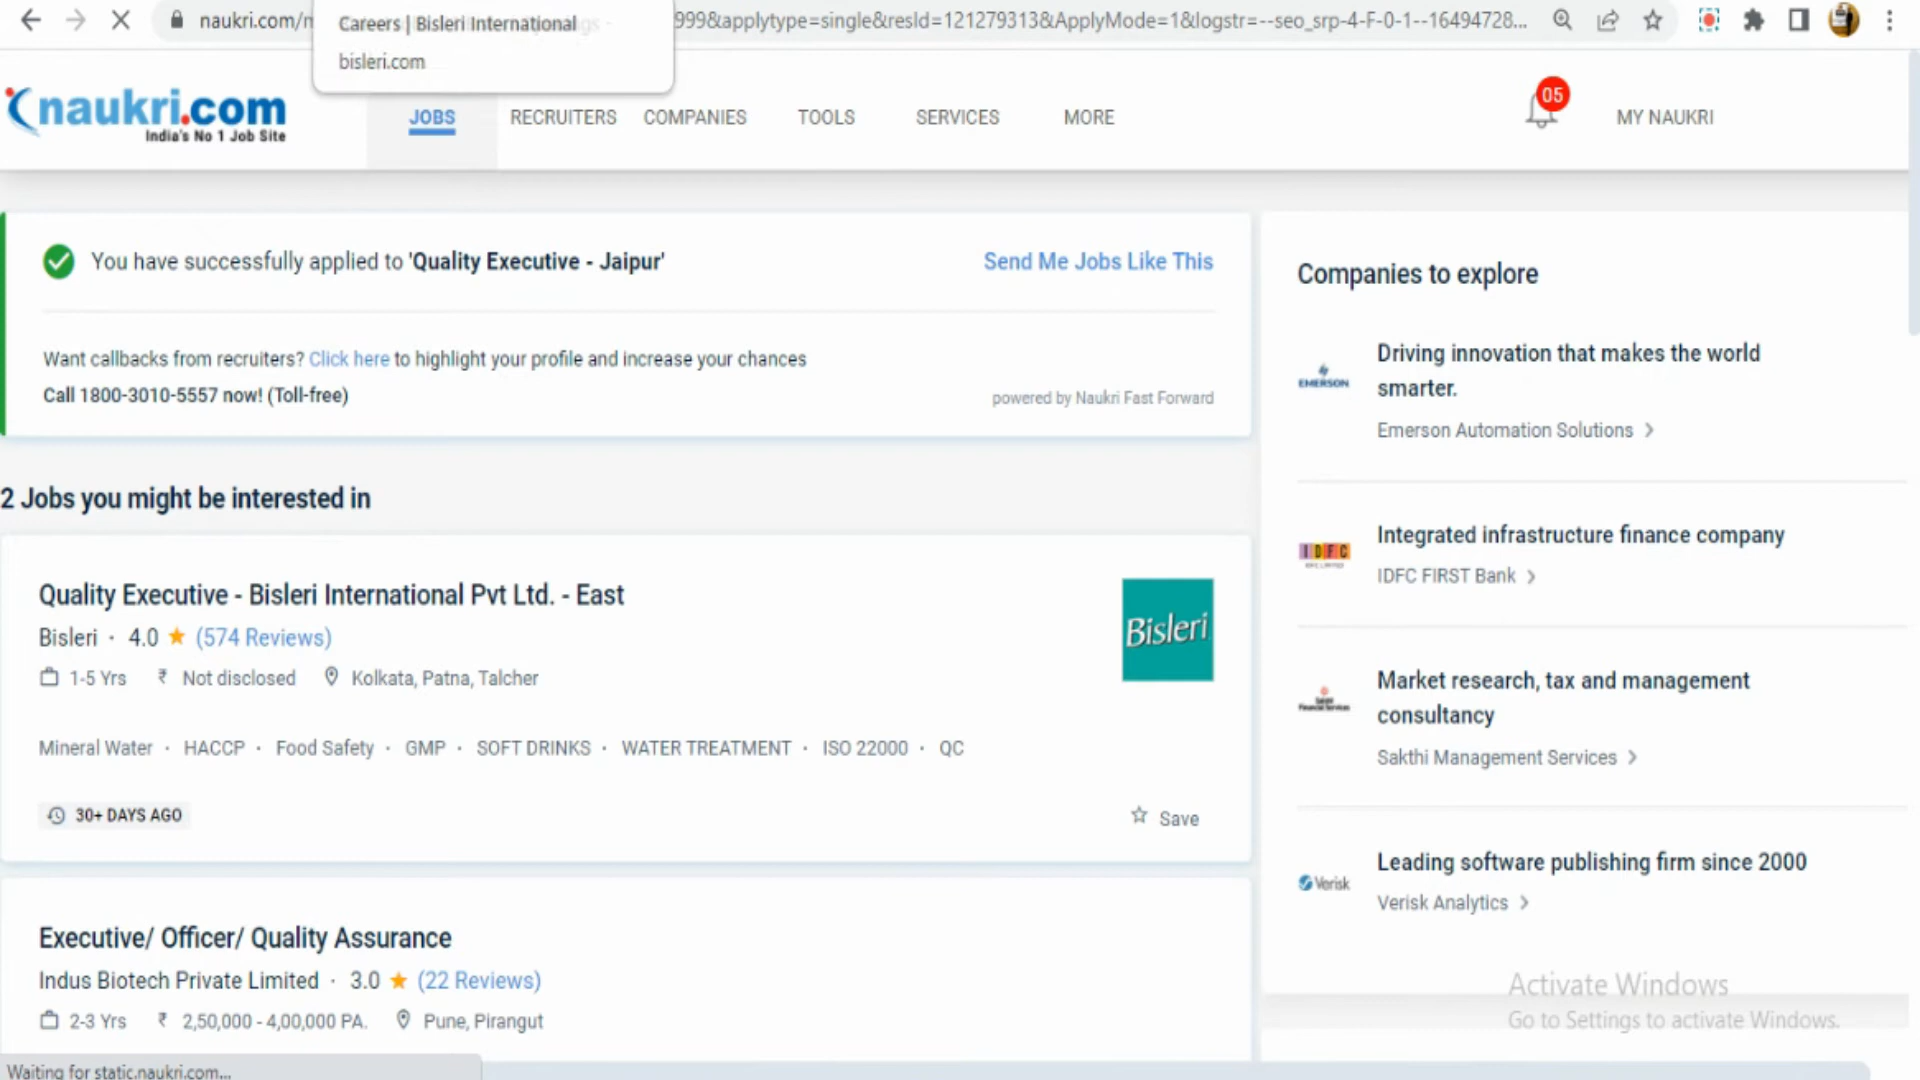 naukri.com/n
Careers | Bisleri International
bisleri.com
999&applytype=single&resId=121279313&ApplyMode=1&logstr=--seo_srp-4-F-0-1--16494728...
naukri.com
India's No 1 Job Site
JOBS
RECRUITERS
COMPANIES
TOOLS
SERVICES
MORE
05
MY NAUKRI
You have successfully applied to 'Quality Executive - Jaipur'
Send Me Jobs Like This
Want callbacks from recruiters? Click here to highlight your profile and increase your chances
Call 1800-3010-5557 now! (Toll-free)
powered by Naukri Fast Forward
2 Jobs you might be interested in
Quality Executive - Bisleri International Pvt Ltd. - East
Bisleri · 4.0 ★ (574 Reviews)
1-5 Yrs ₹ Not disclosed Kolkata, Patna, Talcher
Bisleri
Mineral Water · HACCP · Food Safety · GMP · SOFT DRINKS · WATER TREATMENT · ISO 22000 · QC
30+ DAYS AGO
Save
Executive/ Officer/ Quality Assurance
Indus Biotech Private Limited · 3.0 ★ (22 Reviews)
2-3 Yrs ₹ 2,50,000 - 4,00,000 PA. Pune, Pirangut
Waiting for static.naukri.com...
Companies to explore
EMERSON
Driving innovation that makes the world
smarter.
Emerson Automation Solutions
IDFC
Integrated infrastructure finance company
IDFC FIRST Bank
Market research, tax and management
consultancy
Sakthi Management Services
Verisk
Leading software publishing firm since 2000
Verisk Analytics
Activate Windows
Go to Settings to activate Windows.